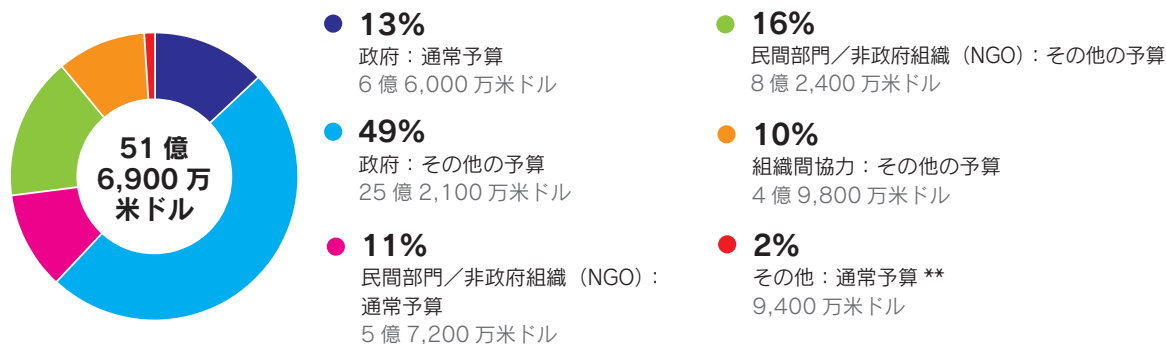 51 億
6,900 万
米ドル
13%
政府：通常予算
6 億 6,000 万米ドル
49%
政府：その他の予算
25 億 2,100 万米ドル
11%
民間部門／非政府組織（NGO）：
通常予算
5 億 7,200 万米ドル
16%
民間部門／非政府組織（NGO）：その他の予算
8 億 2,400 万米ドル
10%
組織間協力：その他の予算
4 億 9,800 万米ドル
2%
その他：通常予算 **
9,400 万米ドル